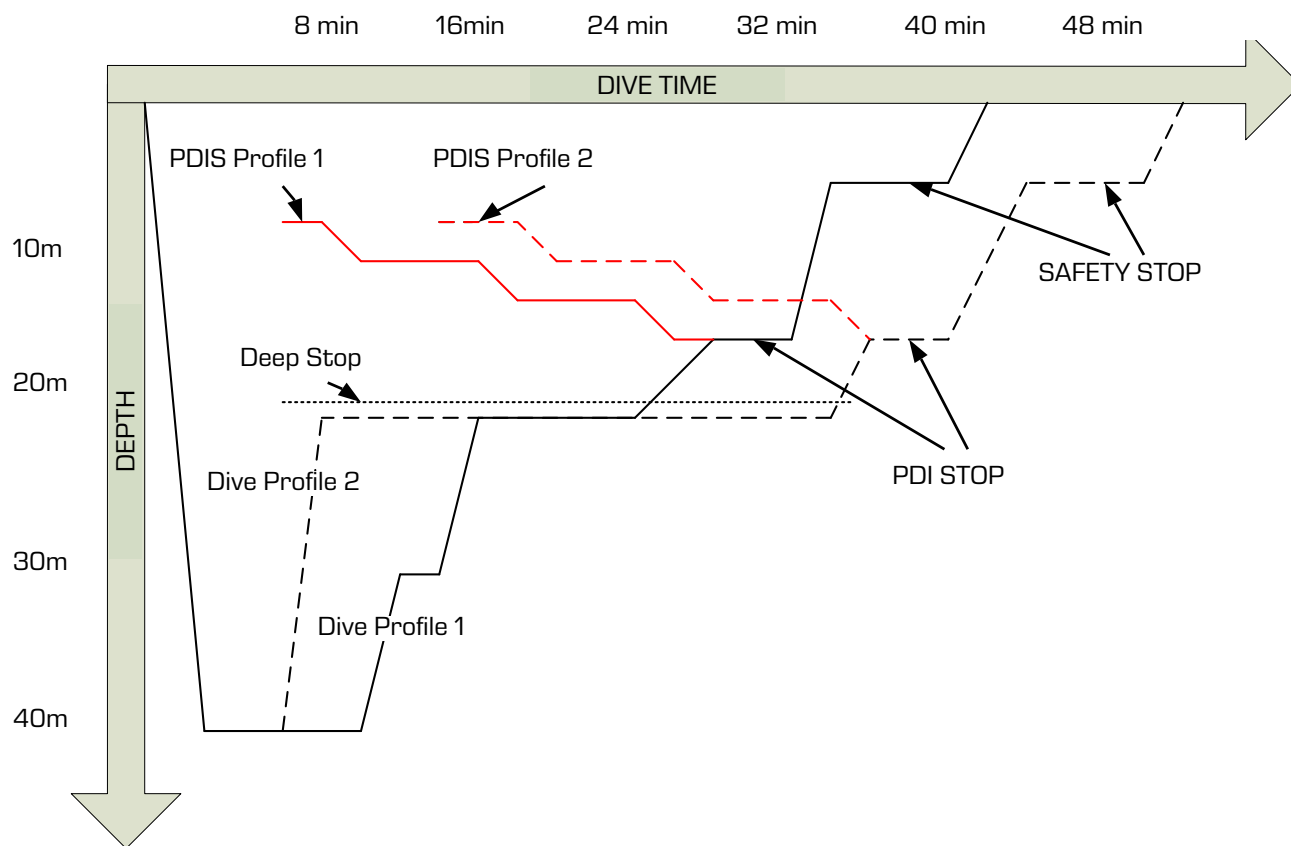 8 min
16min
24 min
32 min
40 min
48 min
DIVE TIME
PDIS Profile 1
PDIS Profile 2
10m
SAFETY STOP
Deep Stop
20m
DEPTH
PDI STOP
Dive Profile 2
30m
Dive Profile 1
40m